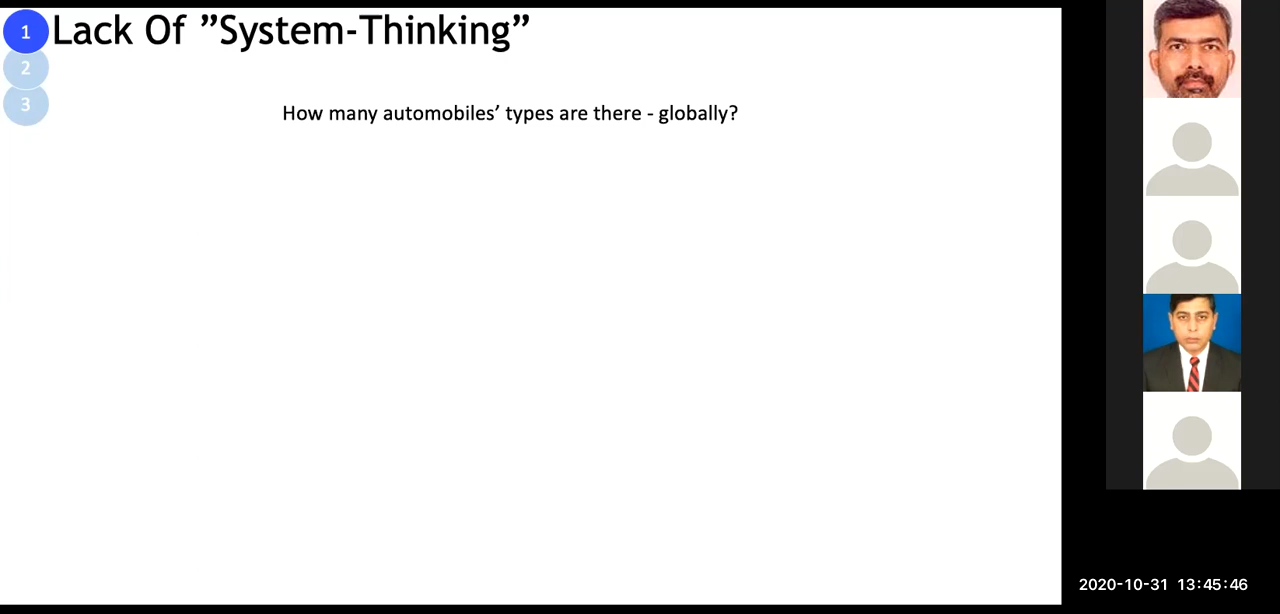 1 Lack Of ”System-Thinking”
2
3
How many automobiles’ types are there - globally?
2020-10-31 13:45:46